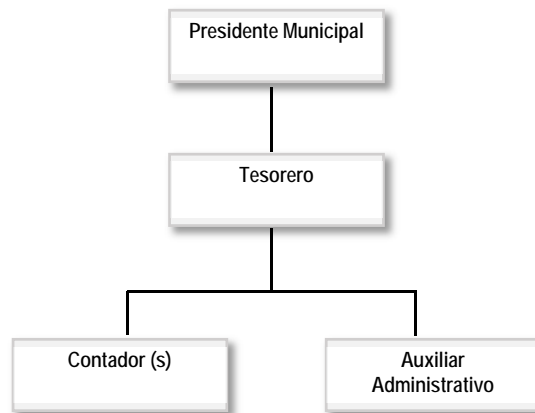 Presidente Municipal
Tesorero
Contador (s)
Auxiliar
Administrativo